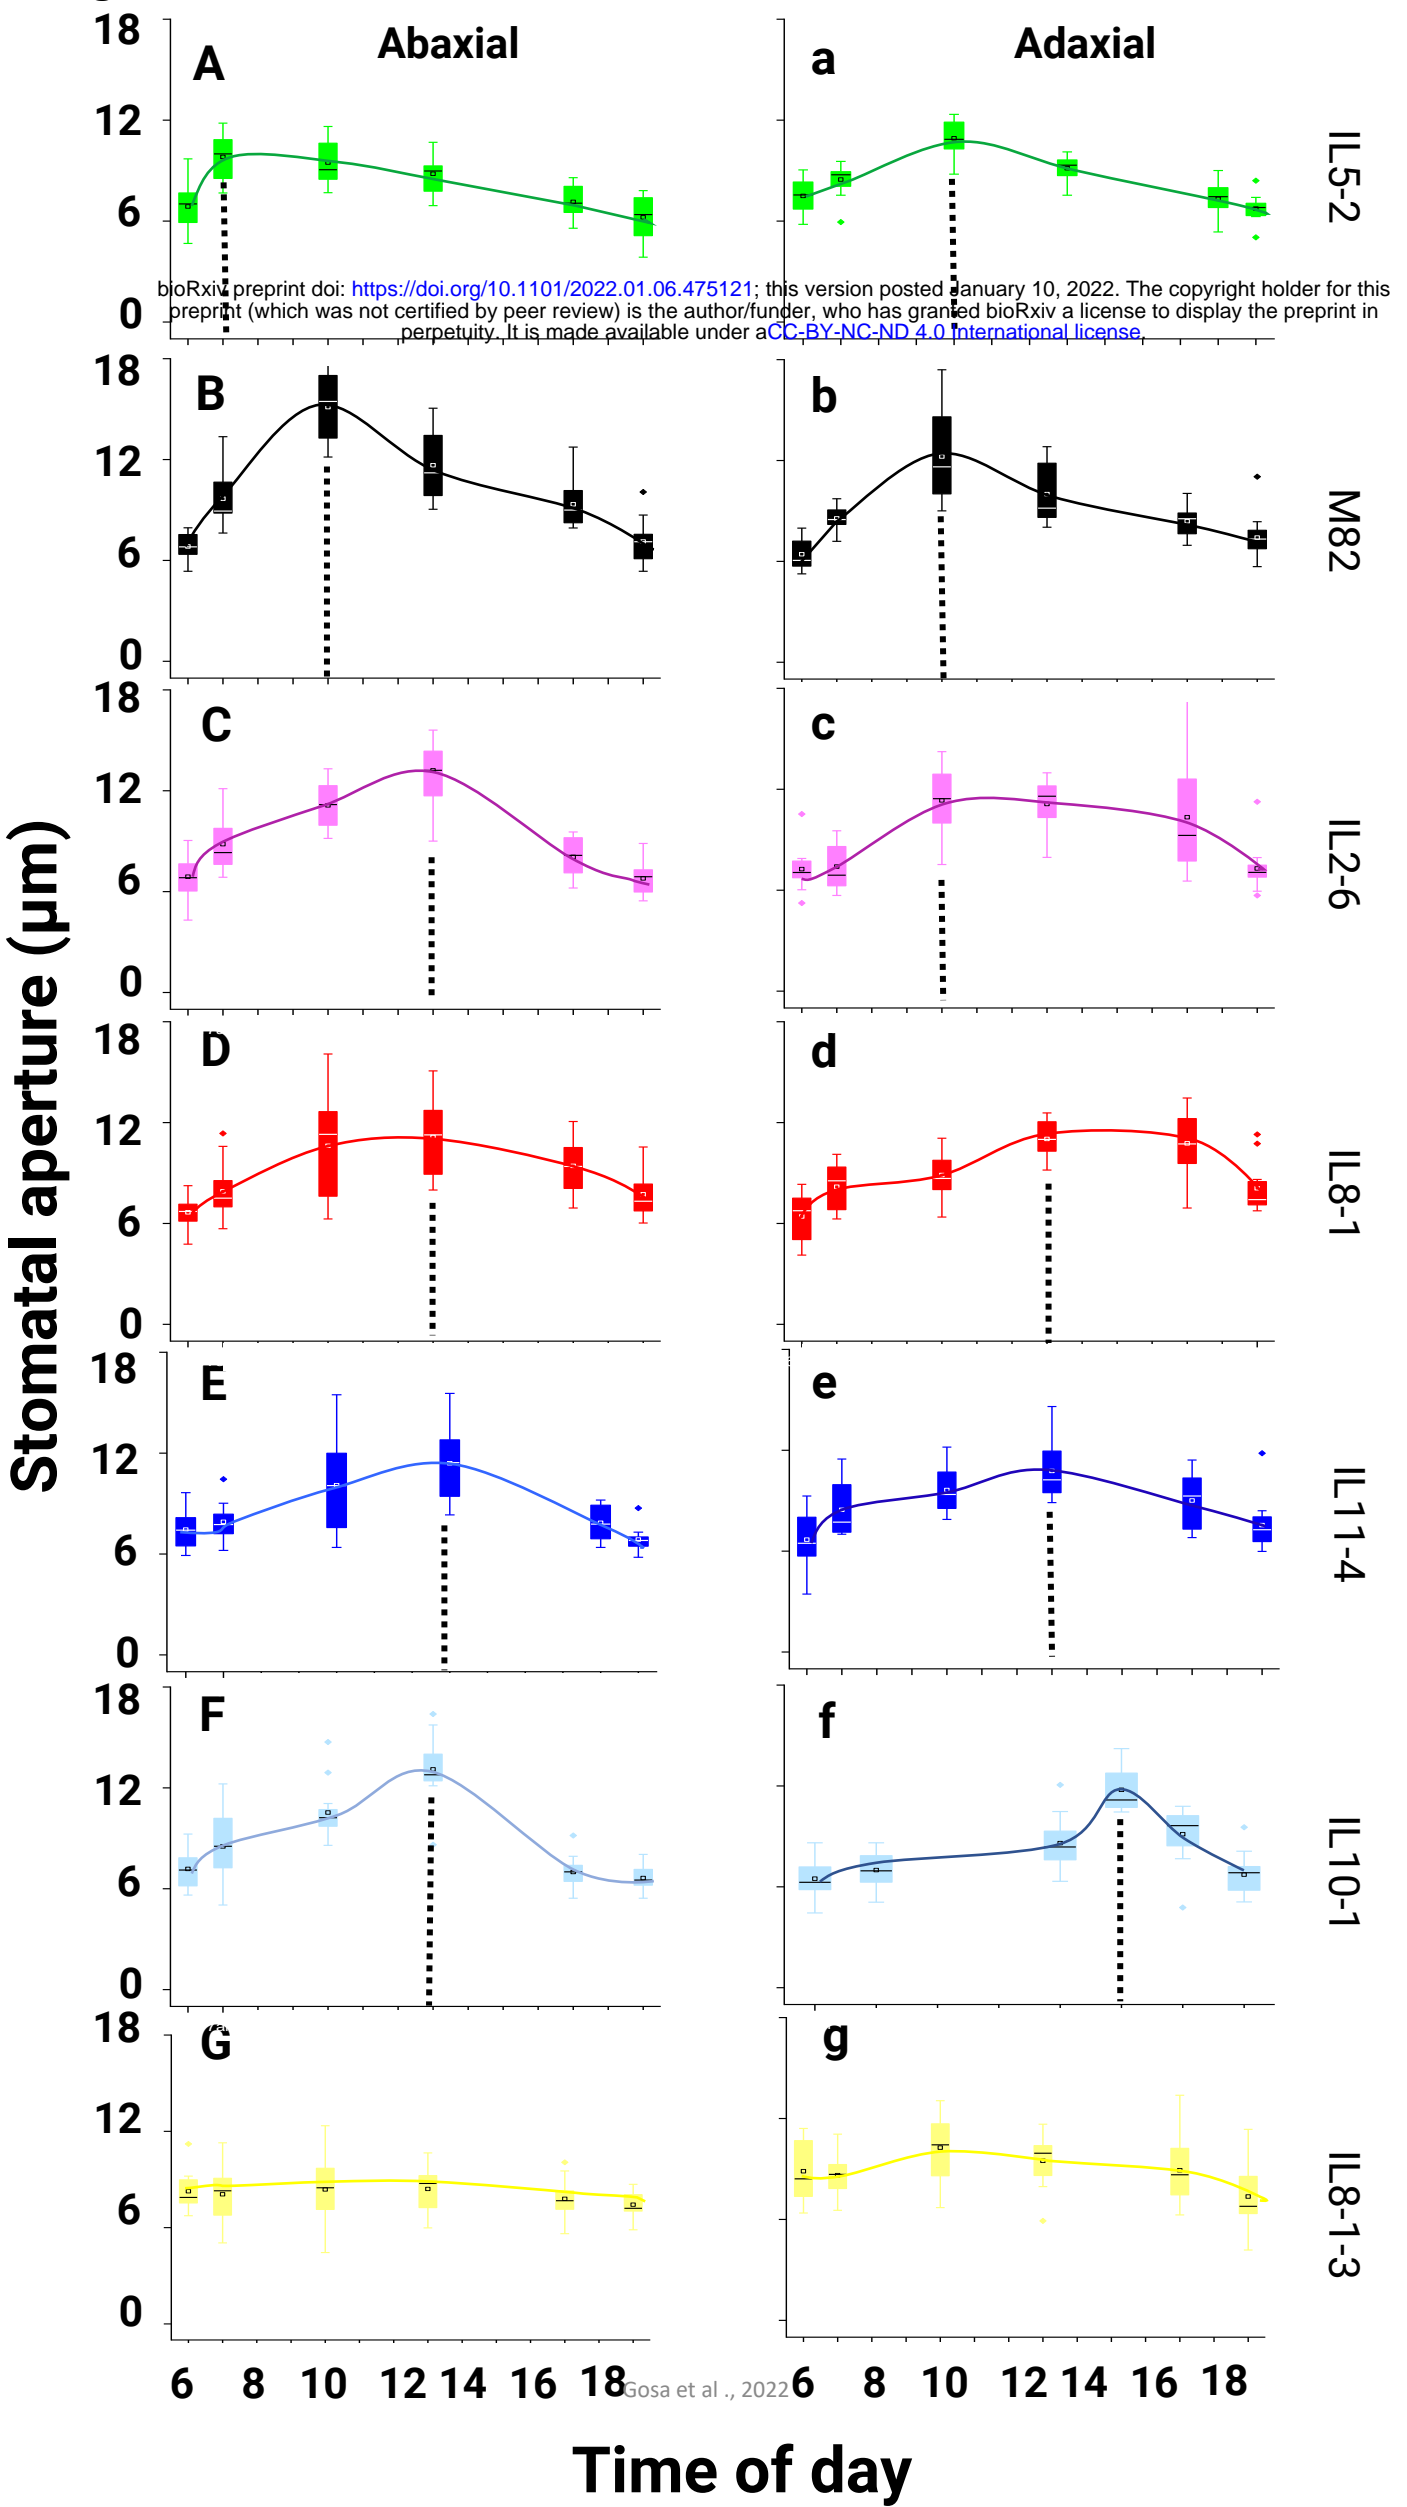 Abaxial Adaxial
18 A a
12
6
0
IL5-2
bioRxiv preprint doi: https://doi.org/10.1101/2022.01.06.475121; this version posted January 10, 2022. The copyright holder for this
preprint (which was not certified by peer review) is the author/funder, who has granted bioRxiv a license to display the preprint in
perpetuity. It is made available under aCC-BY-NC-ND 4.0 International license.
18 B b
12
6
0
M82
18 C c
12
6
0
IL2-6
18 D d
12
6
0
IL8-1
18 E e
12
6
0
IL11-4
18 F f
12
6
0
IL10-1
18 G g
12
6
0
IL8-1-3
Stomatal aperture (µm)
6 8 10 12 14 16 18 6 8 10 12 14 16 18
Gosa et al ., 2022
Time of day